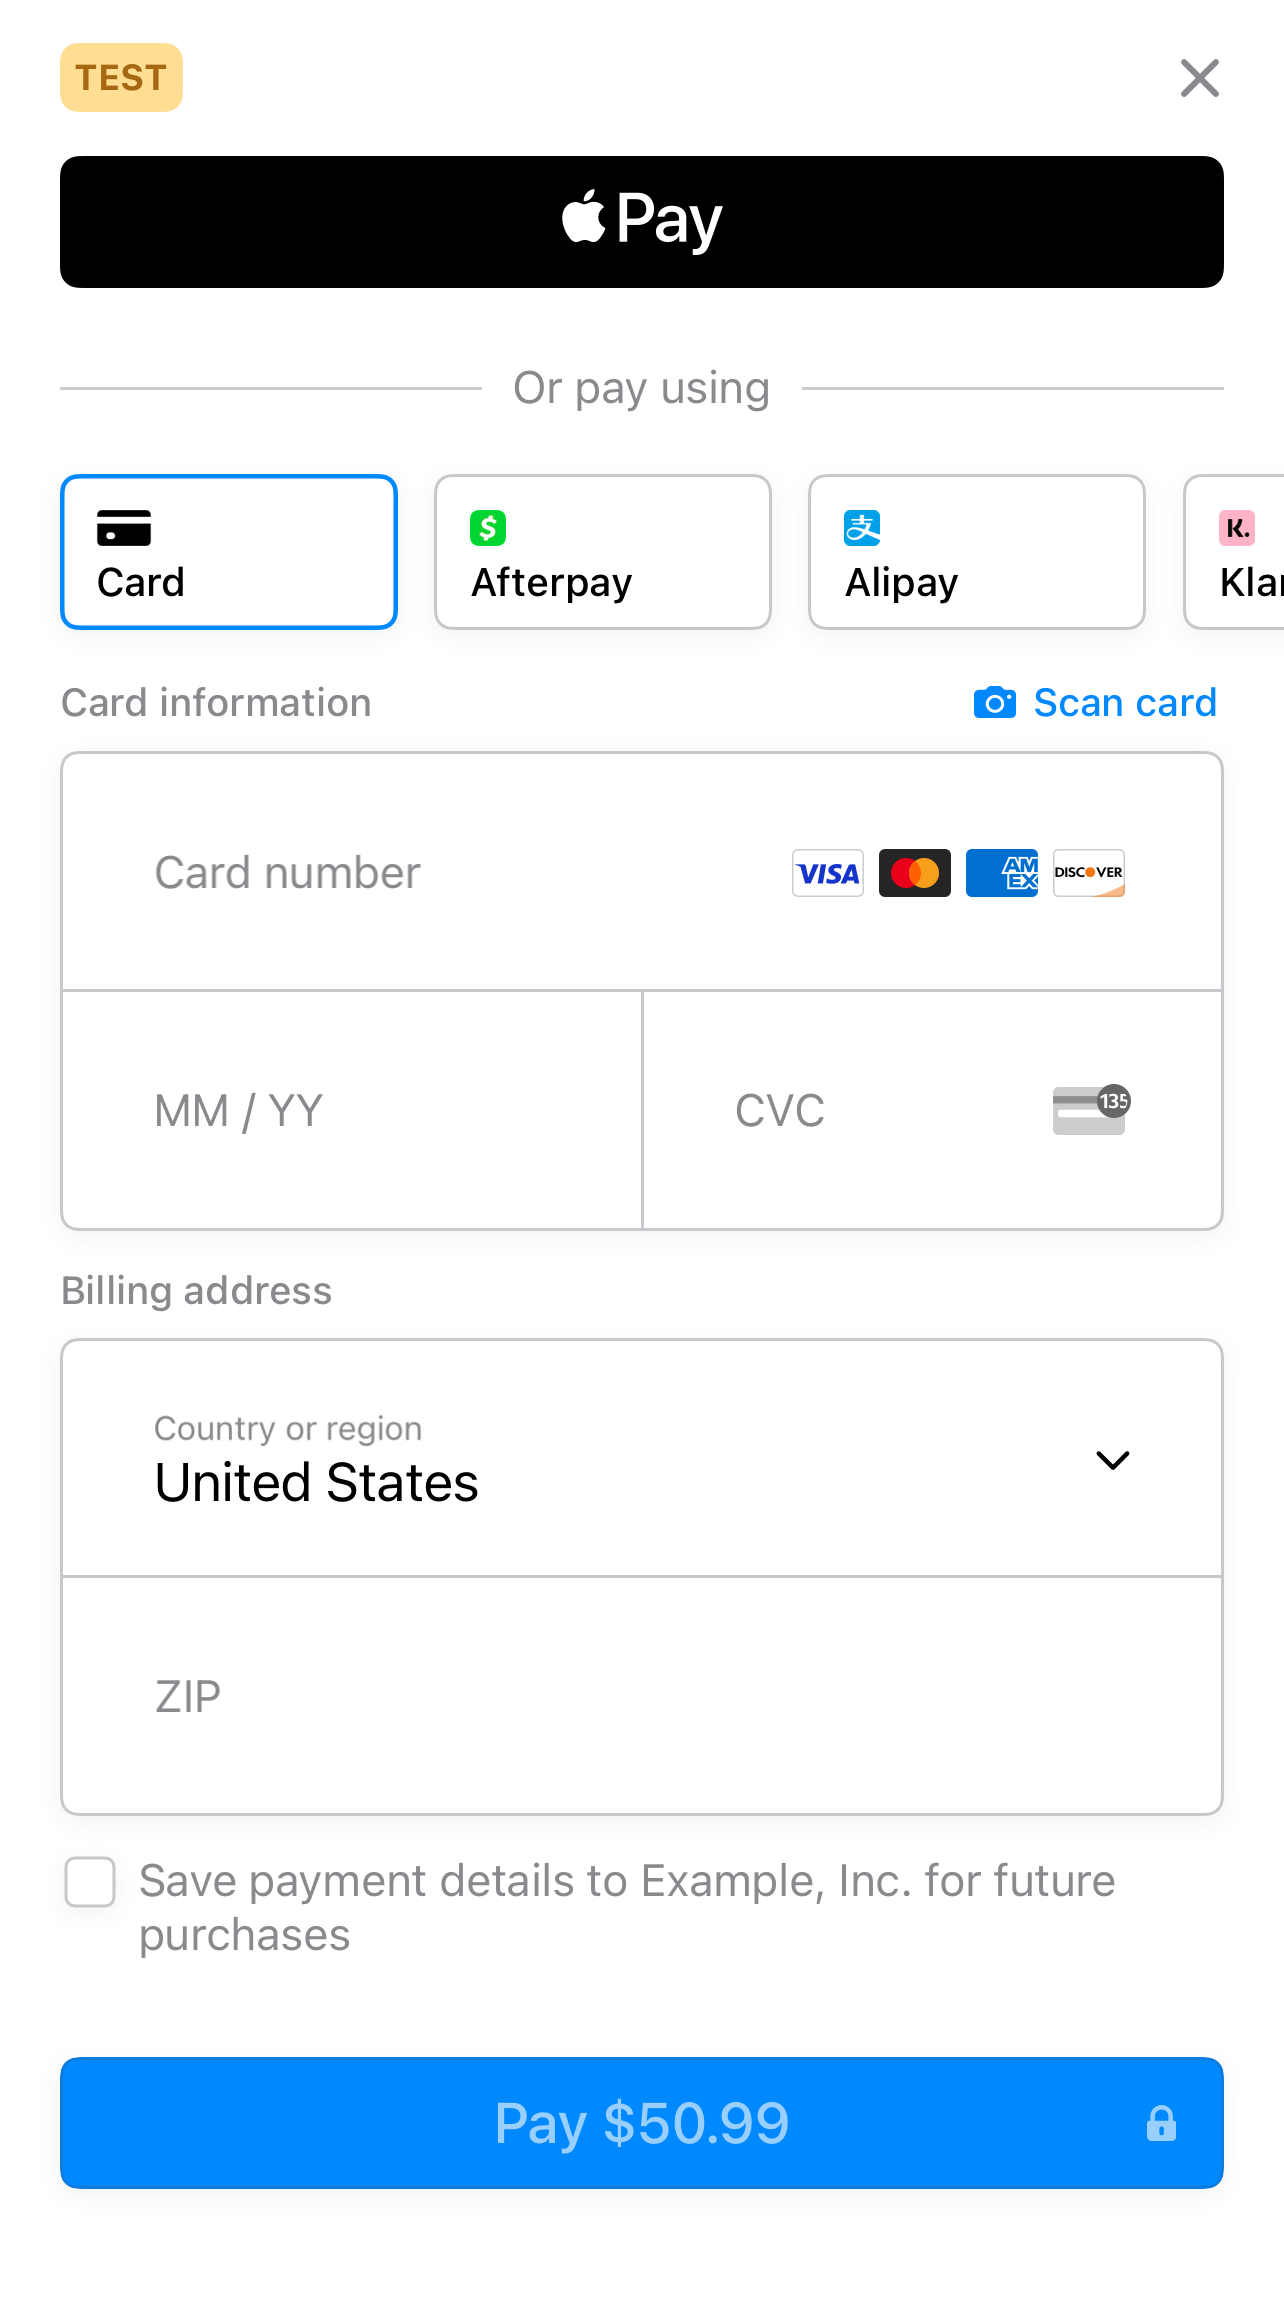 TEST
Pay
Or pay using
Card
Afterpay
支
Alipay
K.
Kla
Card information
Scan card
Card number
VISA
AM
EX
DISCOVER
MM / YY
CVC
135
Billing address
Country or region
United States
ZIP
Save payment details to Example, Inc. for future
purchases
Pay $50.99